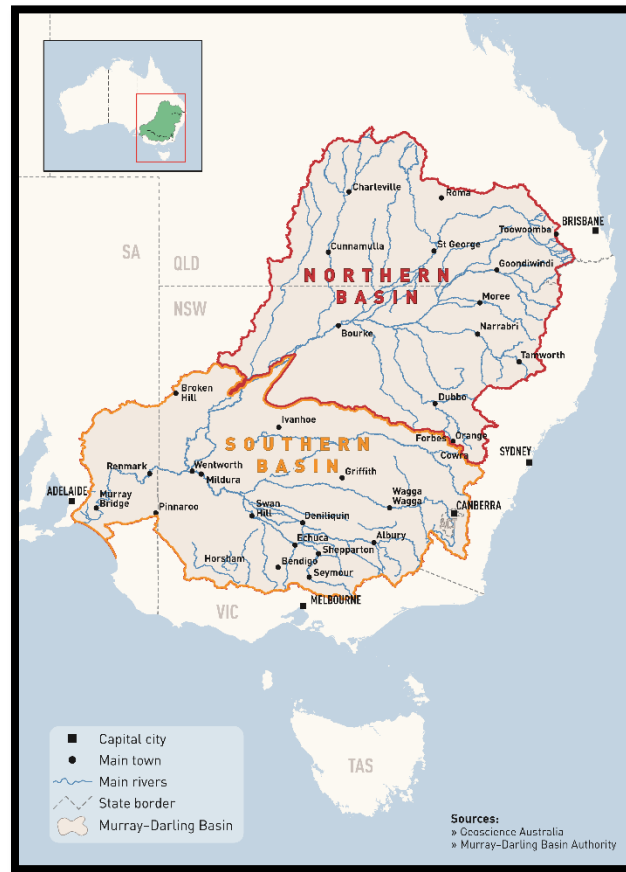 Charleville
Roma
BRISBANE
Toowoomba
Cunnamulla
St George
Goondiwindi
SA
QLD
NORTHERN
BASIN
NSW
Moree
Bourke
Narrabri
Tamworth
Broken
Hill
Dubbo
Ivanhoe
Forbes
Orange
SOUTHERN
BASIN
Cowra
SYDNEY
Renmark
Wentworth
Mildura
Griffith
ADELAIDE
Murray
Bridge
Pinnaroo
Swan
Hill
Wagga
Wagga
CANBERRA
ACT
Deniliquin
Echuca
Albury
Horsham
Shepparton
Bendigo
Seymour
VIC
MELBOURNE
TAS
Capital city
Main town
Main rivers
State border
Murray–Darling Basin
Sources:
» Geoscience Australia
» Murray–Darling Basin Authority